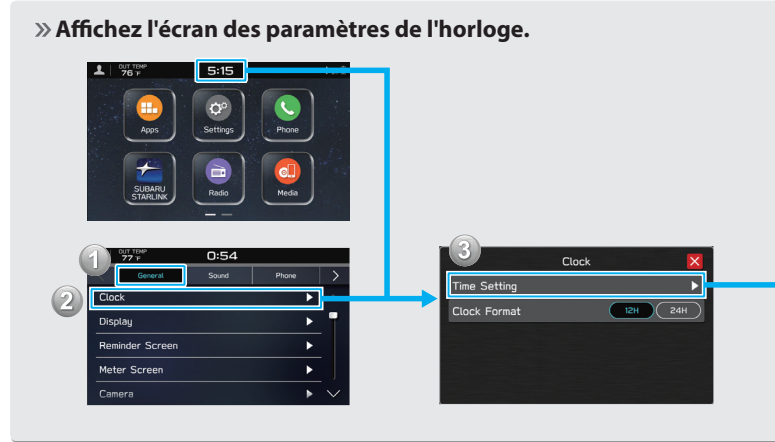 » Affichez l'écran des paramètres de l'horloge.
OUT TEMP
76 °F
5:15
Apps
Settings
Phone
SUBARU
STARLINK
Radio
Media
1
OUT TEMP
77 °F
0:54
General
Sound
Phone
2
Clock
Display
Reminder Screen
Meter Screen
Camera
3
Clock
Time Setting
Clock Format
12H
24H